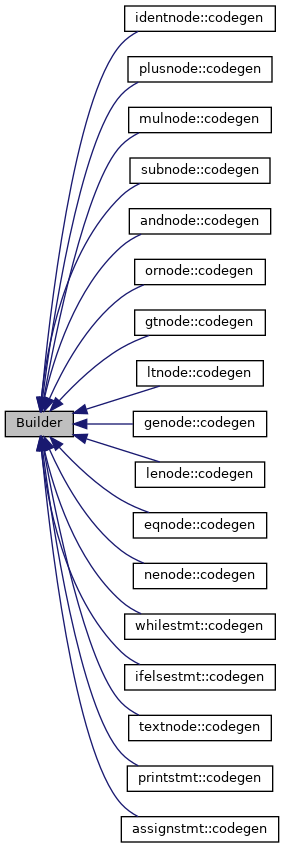 identnode::codegen
plusnode::codegen
mulnode::codegen
subnode::codegen
andnode::codegen
ornode::codegen
gtnode::codegen
ltnode::codegen
Builder
genode::codegen
lenode::codegen
eqnode::codegen
nenode::codegen
whilestmt::codegen
ifelsestmt::codegen
textnode::codegen
printstmt::codegen
assignstmt::codegen